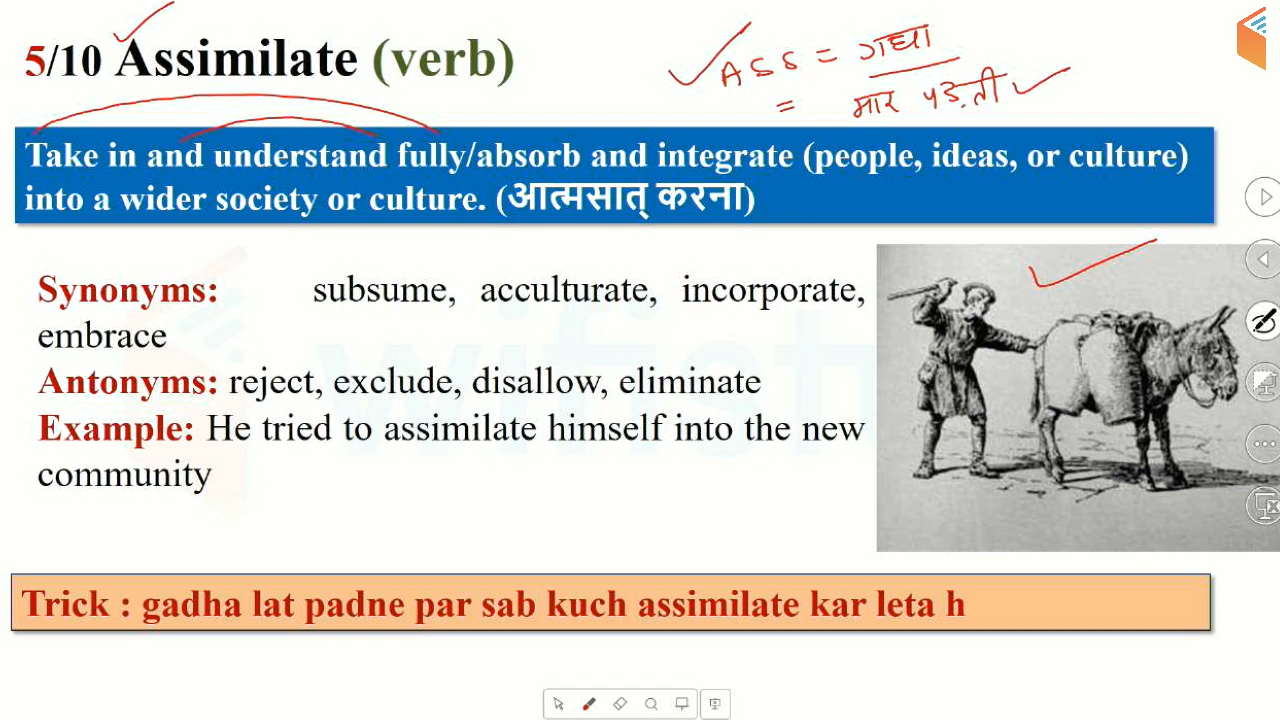 5/10 Assimilate (verb)
ASS = गधा
= मार पड़ती
Take in and understand fully/absorb and integrate (people, ideas, or culture)
into a wider society or culture. (आत्मसात् करना)
Synonyms: subsume, acculturate, incorporate,
embrace
Antonyms: reject, exclude, disallow, eliminate
Example: He tried to assimilate himself into the new
community
Trick : gadha lat padne par sab kuch assimilate kar leta h